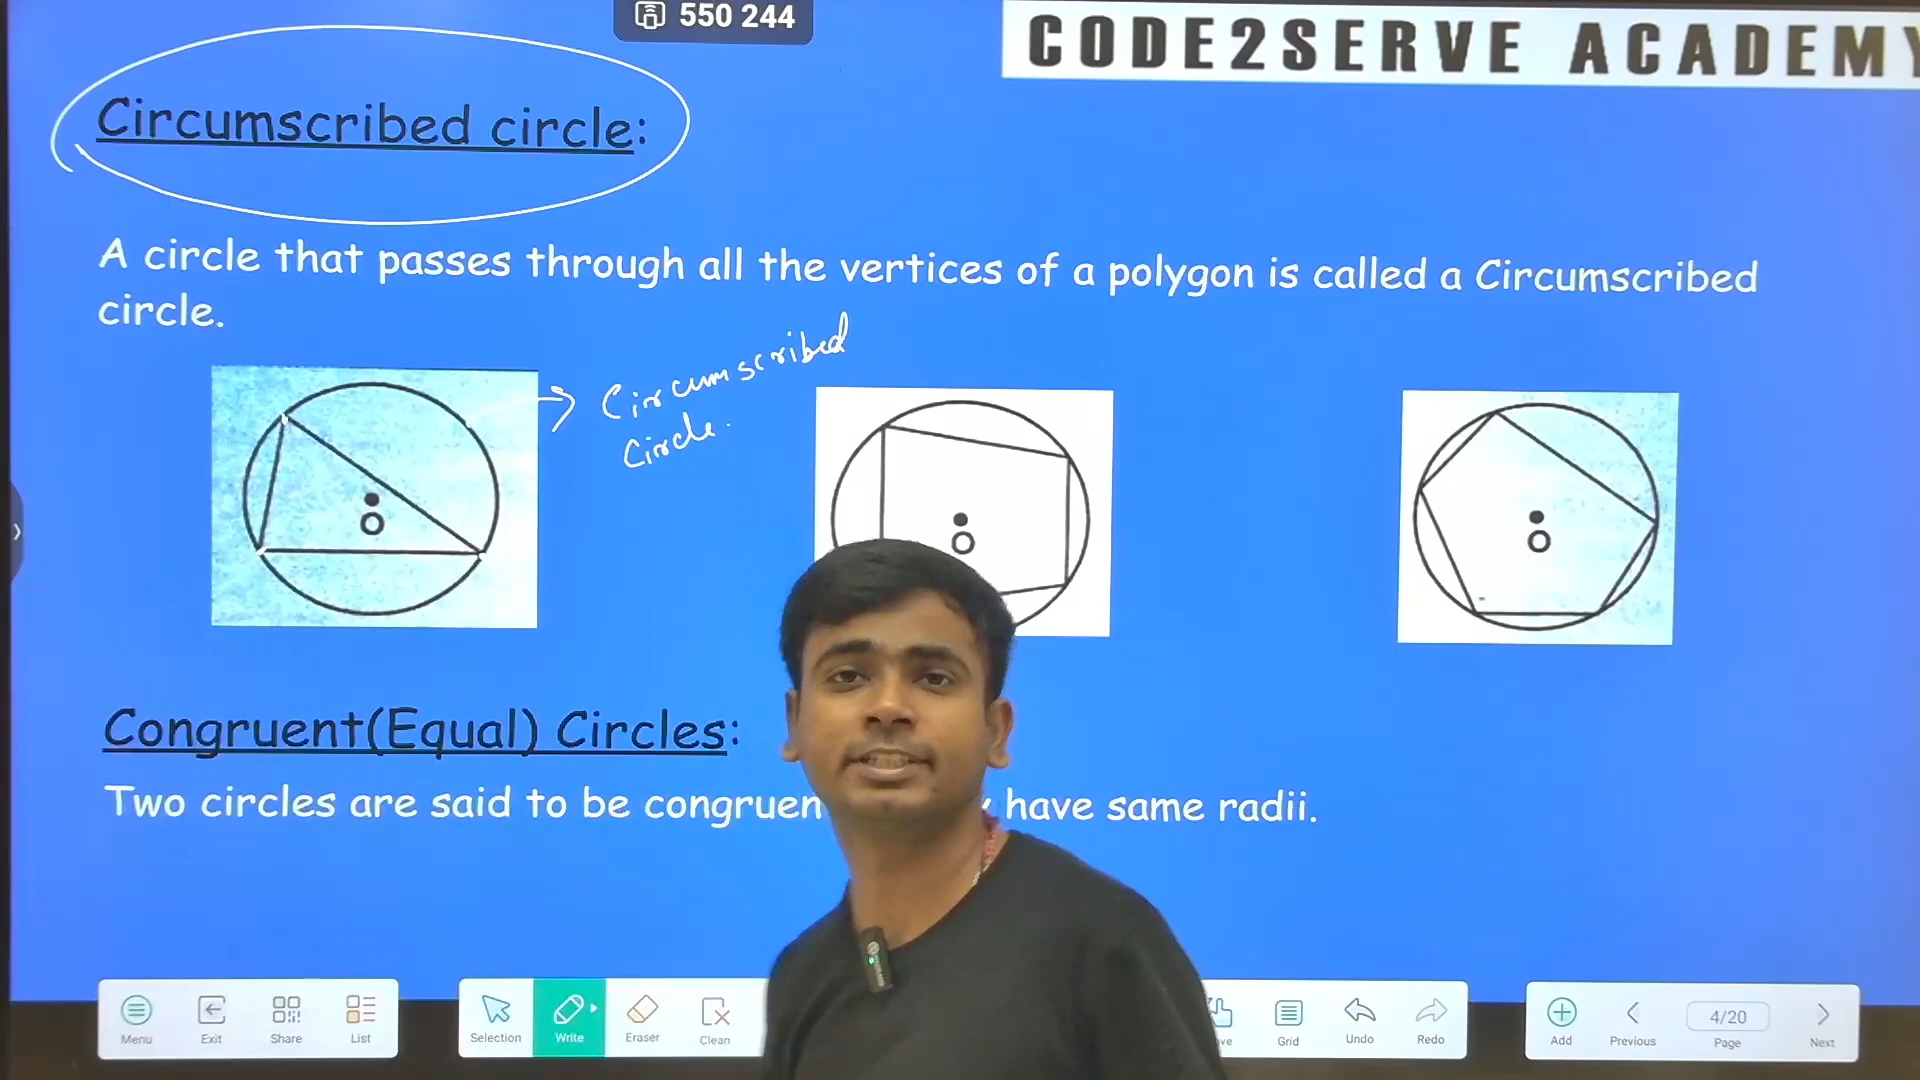 550 244
CODE2SERVE ACADEMY
Circumscribed circle:
A circle that passes through all the vertices of a polygon is called a Circumscribed
circle.
Circumscribed
Circle.
O
O
O
Congruent(Equal) Circles:
Two circles are said to be congruen have same radii.
Menu Exit Share List Selection Write Eraser Clean Grid Undo Redo Add Previous 4/20 Page Next